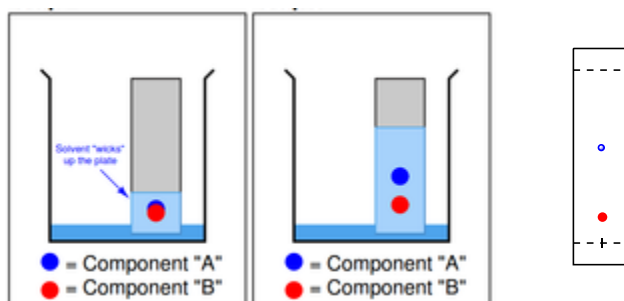 Solvent "wicks"
up the plate
= Component "A"
= Component "B"
= Component "A"
= Component "B"